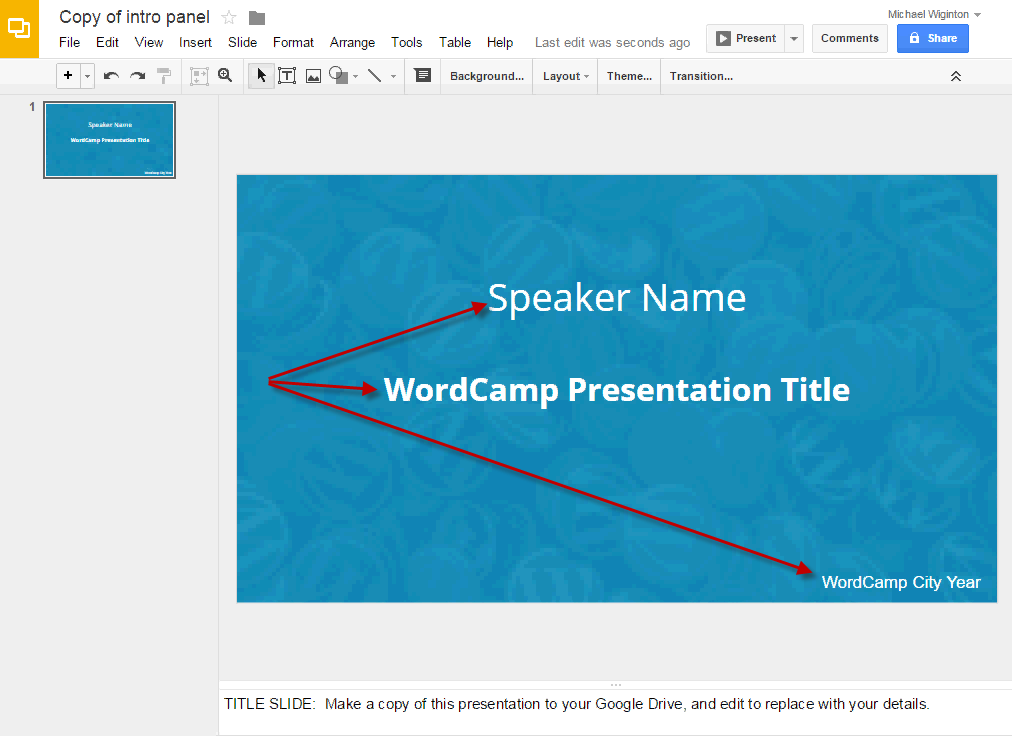 Copy of intro panel
Michael Wiginton
File Edit View Insert Slide Format Arrange Tools Table Help Last edit was seconds ago
Present Comments Share
Background... Layout Theme... Transition...
1
Speaker Name
WordCamp Presentation Title
WordCamp City Year
Speaker Name
WordCamp Presentation Title
WordCamp City Year
TITLE SLIDE: Make a copy of this presentation to your Google Drive, and edit to replace with your details.